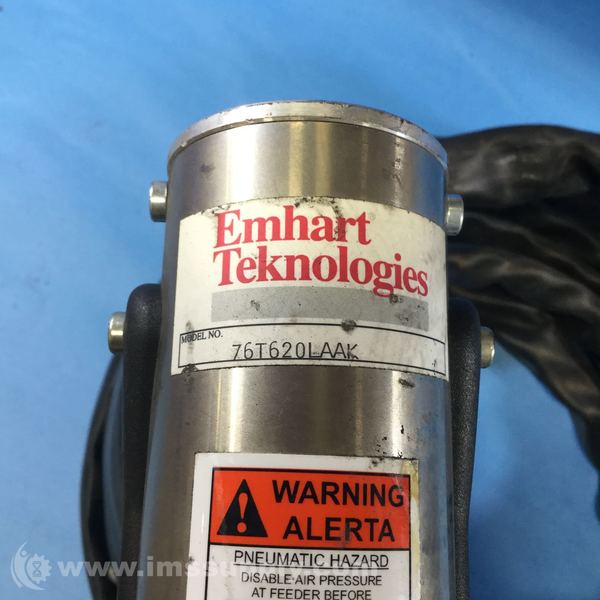 Emhart
Teknologies
MODEL NO.
76T620LAAK
WARNING
ALERTA
PNEUMATIC HAZARD
DISABLE AIR PRESSURE
AT FEEDER BEFORE